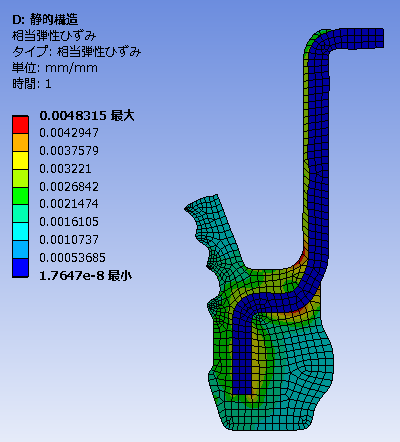 D: 静的構造
相当弾性ひずみ
タイプ: 相当弾性ひずみ
単位: mm/mm
時間: 1
0.0048315 最大
0.0042947
0.0037579
0.003221
0.0026842
0.0021474
0.0016105
0.0010737
0.00053685
1.7647e-8 最小